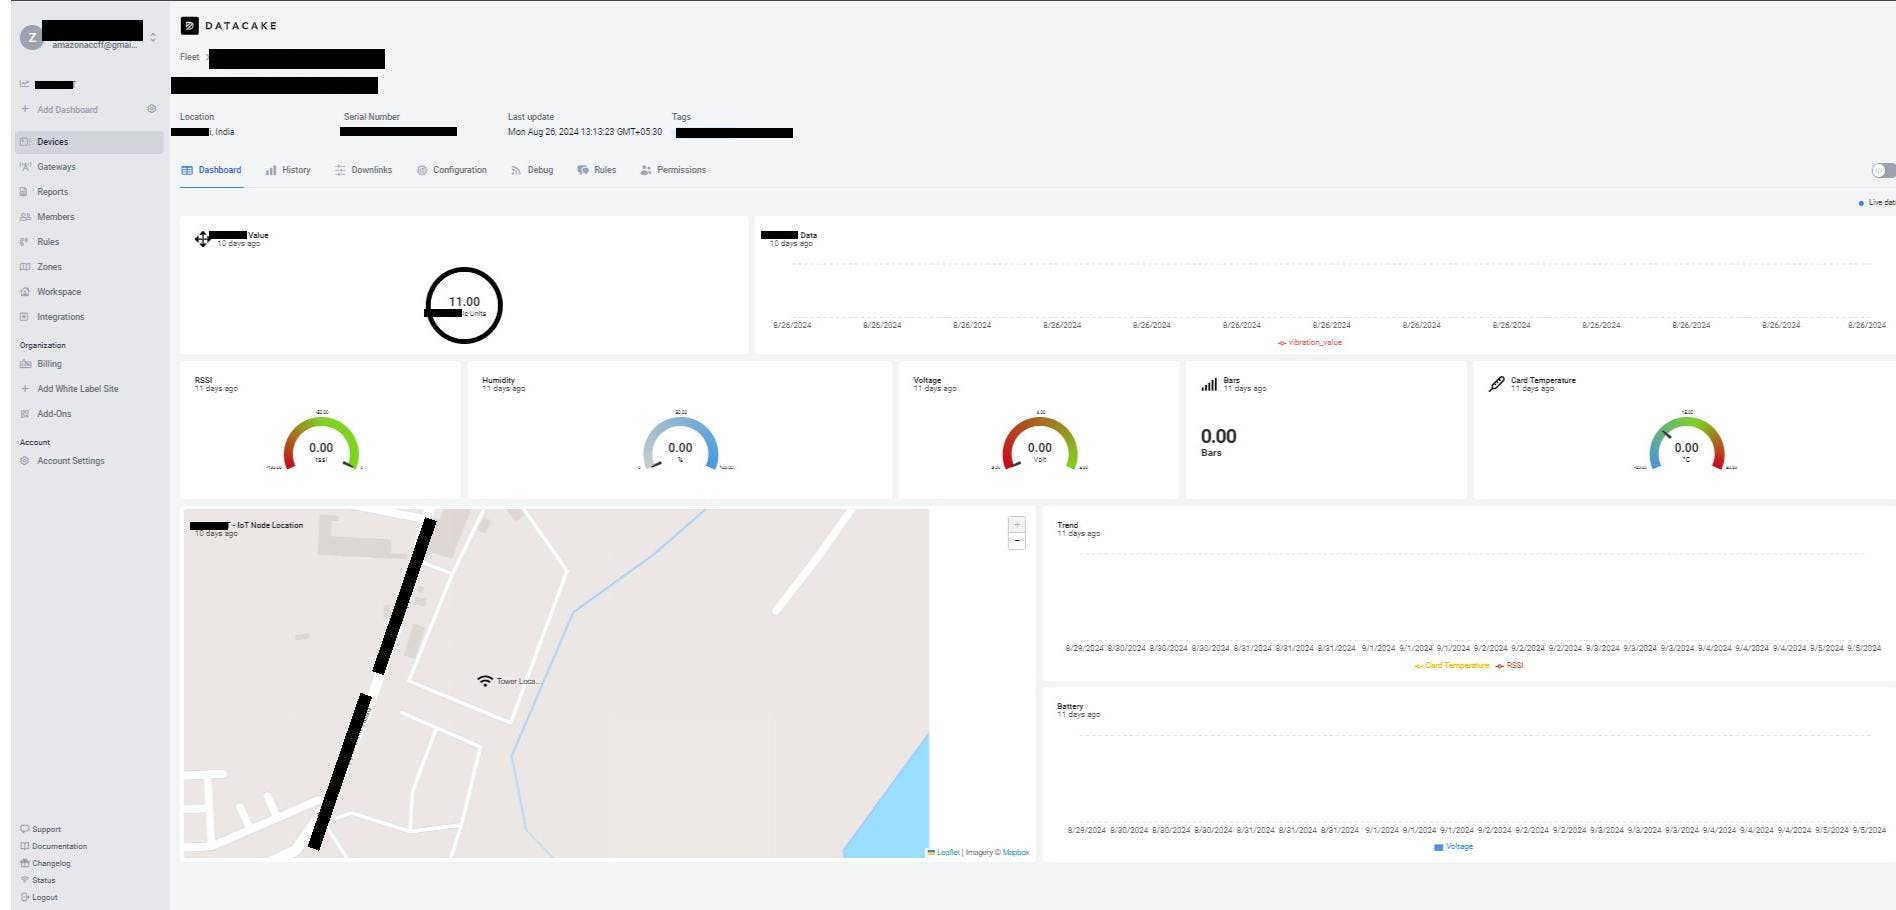 Z
amazonaccff@gmai...
Add Dashboard
Devices
Gateways
Reports
Members
Rules
Zones
Workspace
Integrations
Organization
Billing
Add White Label Site
Add-Ons
Account
Account Settings
Support
Documentation
Changelog
Status
Logout
DATACAKE
Fleet
Location
i, India
Serial Number
Last update
Mon Aug 26, 2024 13:13:23 GMT+05:30
Tags
Dashboard History Downlinks Configuration Debug Rules Permissions
Live dat
Value
10 days ago
11.00
ic Units
Data
10 days ago
8/26/2024 8/26/2024 8/26/2024 8/26/2024 8/26/2024 8/26/2024 8/26/2024 8/26/2024 8/26/2024 8/26/2024 8/26/2024 8/26/2024 8/26/2024
vibration_value
RSSI
11 days ago
-50.00
0.00
rssi
-100.00 0
Humidity
11 days ago
50.00
0.00
%
0 100.00
Voltage
11 days ago
4.00
0.00
Volt
Bars
11 days ago
0.00
Bars
Card Temperature
11 days ago
0.00
°C
T - IoT Node Location
10 days ago
+
-
Tower Loca...
Leaflet | Imagery © Mapbox
Trend
11 days ago
8/29/2024 8/30/2024 8/30/2024 8/30/2024 8/31/2024 8/31/2024 8/31/2024 9/1/2024 9/1/2024 9/1/2024 9/2/2024 9/2/2024 9/2/2024 9/3/2024 9/3/2024 9/3/2024 9/4/2024 9/4/2024 9/4/2024 9/5/2024 9/5/2024
Card Temperature RSSI
Battery
11 days ago
8/29/2024 8/30/2024 8/30/2024 8/30/2024 8/31/2024 8/31/2024 8/31/2024 9/1/2024 9/1/2024 9/1/2024 9/2/2024 9/2/2024 9/2/2024 9/3/2024 9/3/2024 9/3/2024 9/4/2024 9/4/2024 9/4/2024 9/5/2024 9/5/2024
Voltage